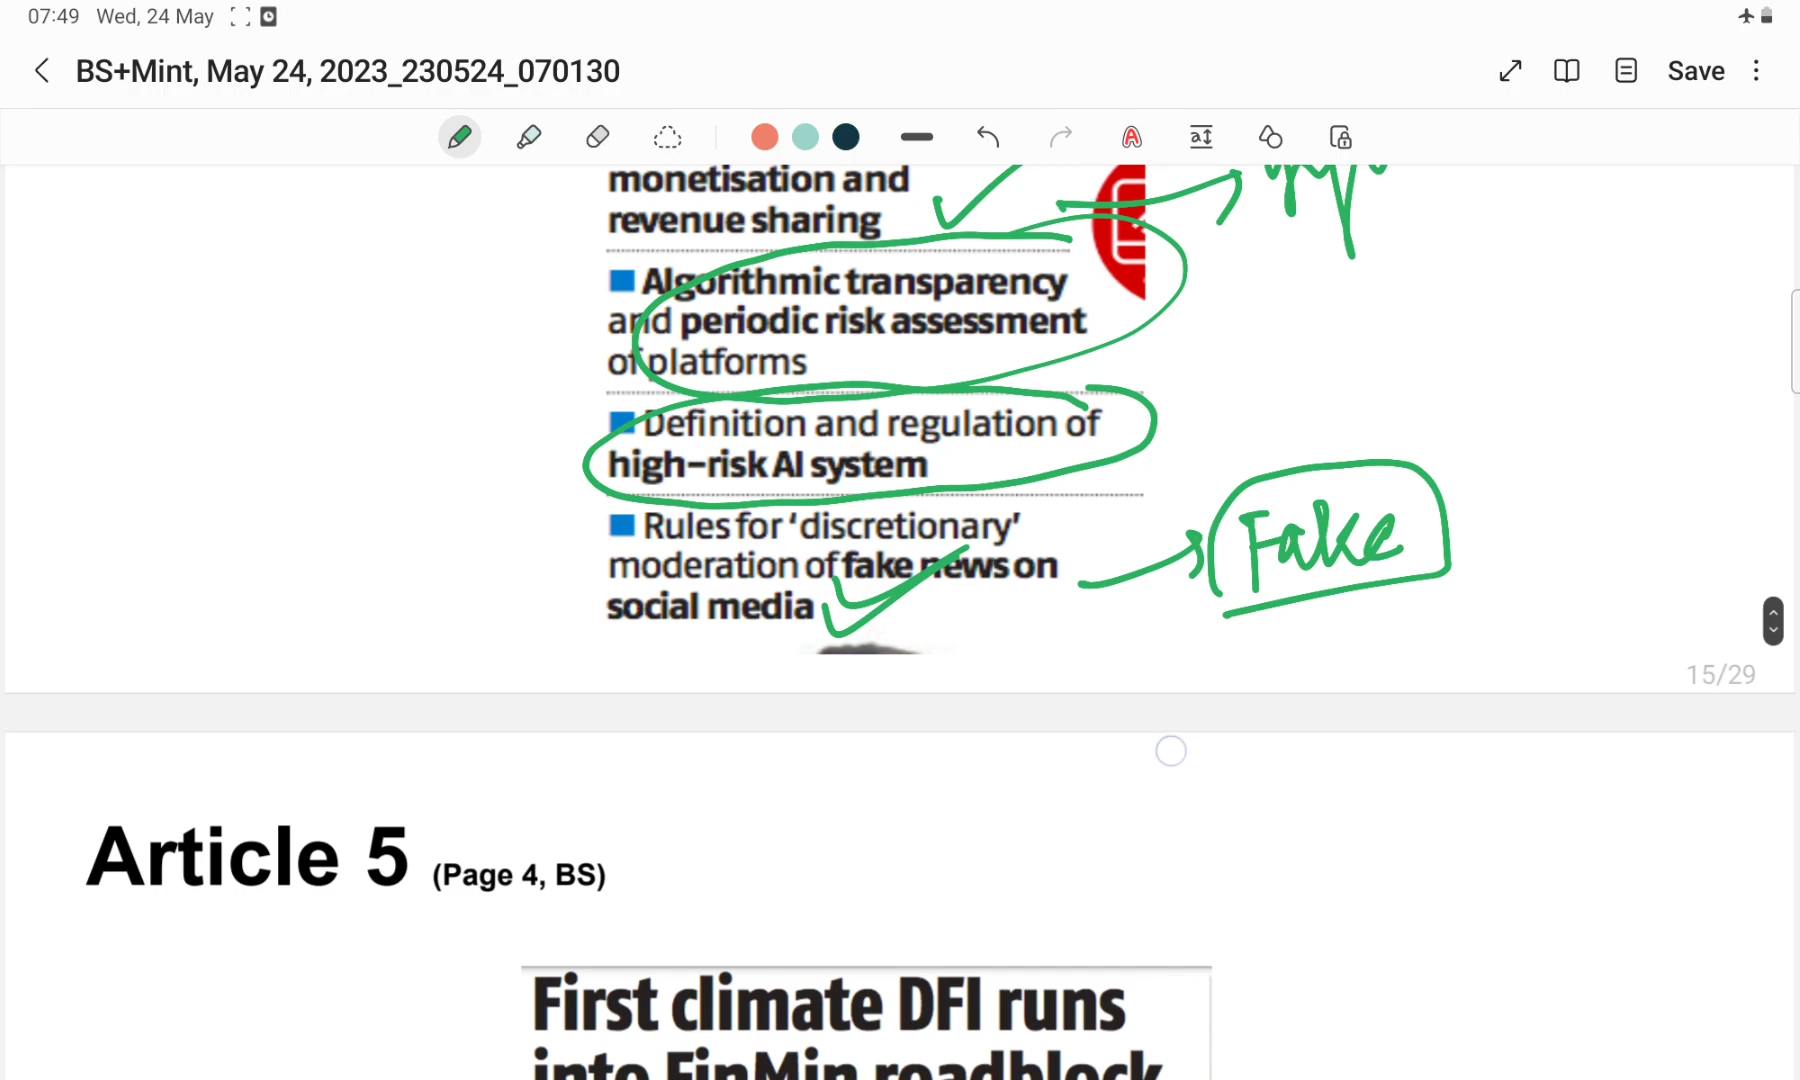 07:49 Wed, 24 May
BS+Mint, May 24, 2023_230524_070130
Save
monetisation and
revenue sharing
Algorithmic transparency
and periodic risk assessment
of platforms
Definition and regulation of
high-risk AI system
Rules for 'discretionary'
moderation of fake news on
social media
Fake
15/29
Article 5 (Page 4, BS)
First climate DFI runs
into FinMin roadblock